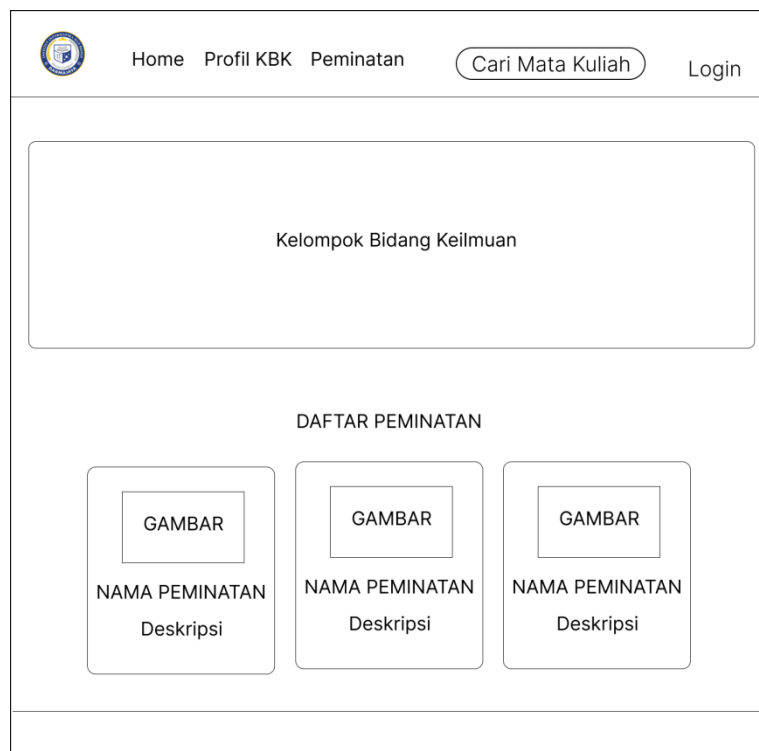 Home Profil KBK Peminatan Cari Mata Kuliah Login
Kelompok Bidang Keilmuan
DAFTAR PEMINATAN
GAMBAR GAMBAR GAMBAR
NAMA PEMINATAN NAMA PEMINATAN NAMA PEMINATAN
Deskripsi Deskripsi Deskripsi